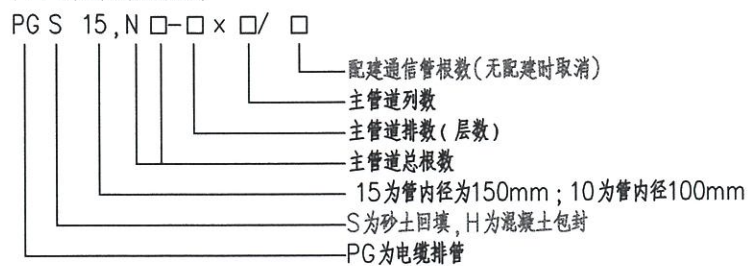 PG S 15,N □-□×□/ □
配建通信管根数(无配建时取消)
主管道列数
主管道排数(层数)
主管道总根数
15为管内径为150mm；10为管内径100mm
S为砂土回填,H为混凝土包封
PG为电缆排管